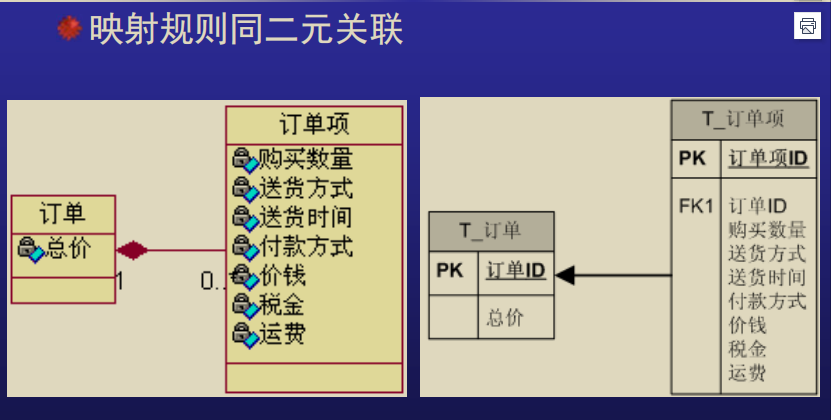 映射规则同二元关联
订单
总价
1
0..
订单项
购买数量
送货方式
送货时间
付款方式
价钱
税金
运费
T_订单
PK 订单ID
总价
T_订单项
PK 订单项ID
FK1 订单ID
购买数量
送货方式
送货时间
付款方式
价钱
税金
运费